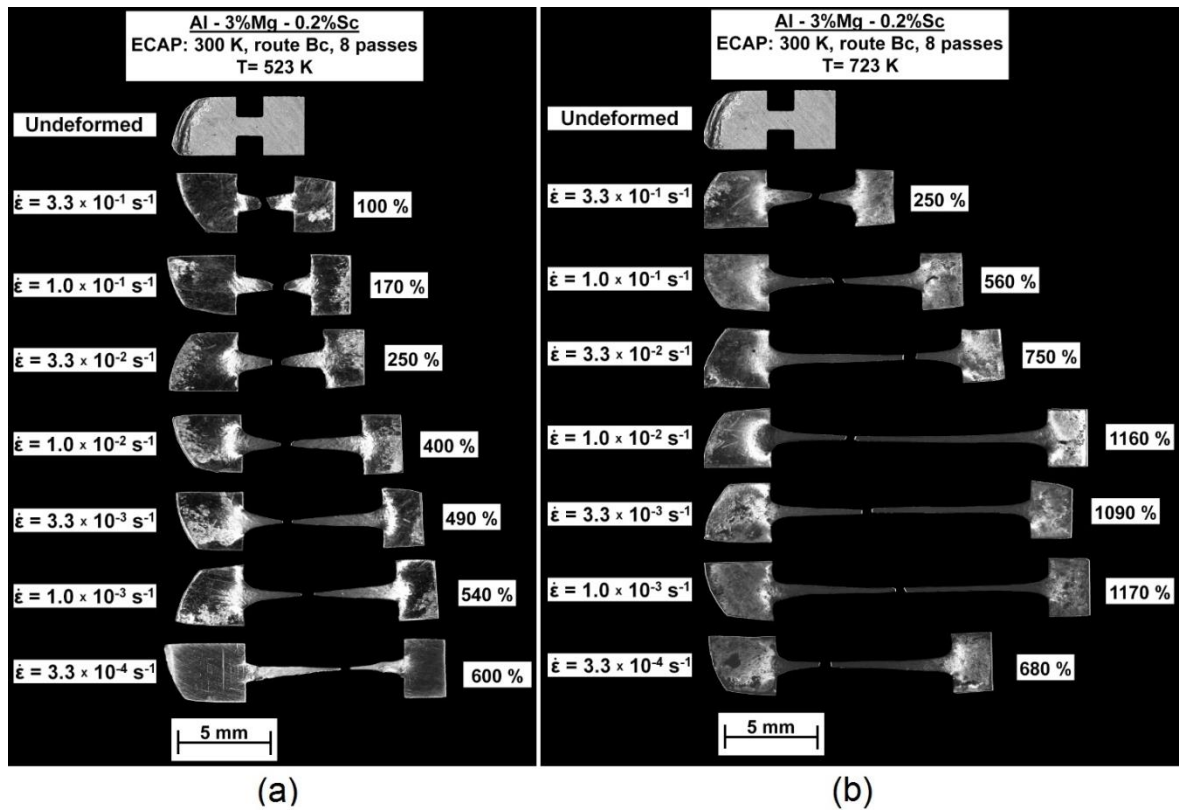 Al - 3%Mg - 0.2%Sc
ECAP: 300 K, route Bc, 8 passes
T= 523 K
Undeformed
ε̇ = 3.3 × 10⁻¹ s⁻¹
100 %
ε̇ = 1.0 × 10⁻¹ s⁻¹
170 %
ε̇ = 3.3 × 10⁻² s⁻¹
250 %
ε̇ = 1.0 × 10⁻² s⁻¹
400 %
ε̇ = 3.3 × 10⁻³ s⁻¹
490 %
ε̇ = 1.0 × 10⁻³ s⁻¹
540 %
ε̇ = 3.3 × 10⁻⁴ s⁻¹
600 %
5 mm
(a)
Al - 3%Mg - 0.2%Sc
ECAP: 300 K, route Bc, 8 passes
T= 723 K
Undeformed
ε̇ = 3.3 × 10⁻¹ s⁻¹
250 %
ε̇ = 1.0 × 10⁻¹ s⁻¹
560 %
ε̇ = 3.3 × 10⁻² s⁻¹
750 %
ε̇ = 1.0 × 10⁻² s⁻¹
1160 %
ε̇ = 3.3 × 10⁻³ s⁻¹
1090 %
ε̇ = 1.0 × 10⁻³ s⁻¹
1170 %
ε̇ = 3.3 × 10⁻⁴ s⁻¹
680 %
5 mm
(b)